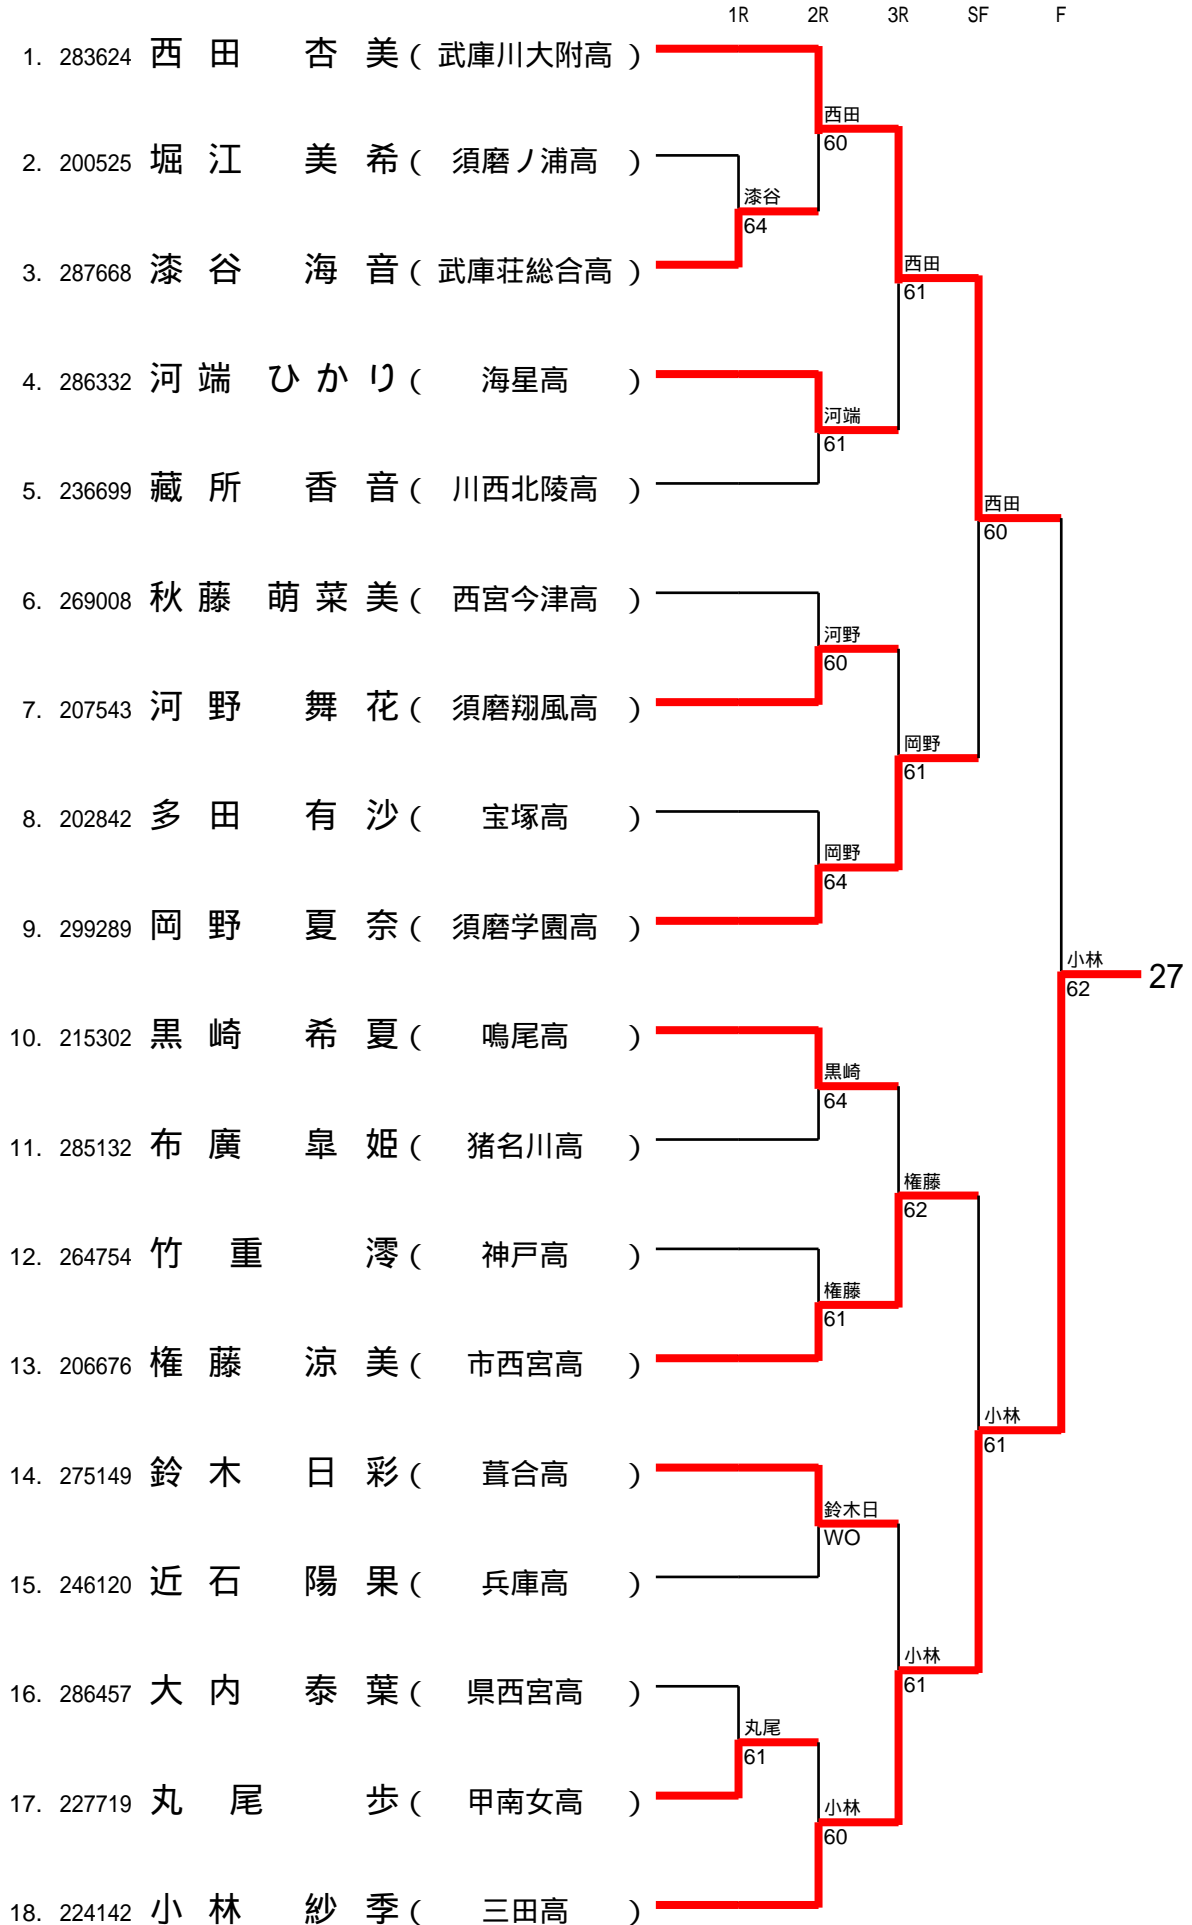 1R 2R 3R SF F
1. 283624 西田 杏美 ( 武庫川大附高 )
西田
60
2. 200525 堀江 美希 ( 須磨ノ浦高 )
漆谷
64
3. 287668 漆谷 海音 ( 武庫荘総合高 )
西田
61
4. 286332 河端 ひかり ( 海星高 )
河端
61
5. 236699 藏所 香音 ( 川西北陵高 )
西田
60
6. 269008 秋藤 萌菜美 ( 西宮今津高 )
河野
60
7. 207543 河野 舞花 ( 須磨翔風高 )
岡野
61
8. 202842 多田 有沙 ( 宝塚高 )
岡野
64
9. 299289 岡野 夏奈 ( 須磨学園高 )
小林
62
27
10. 215302 黒崎 希夏 ( 鳴尾高 )
黒崎
64
11. 285132 布廣 皐姫 ( 猪名川高 )
権藤
62
12. 264754 竹重 澪 ( 神戸高 )
権藤
61
13. 206676 権藤 涼美 ( 市西宮高 )
小林
61
14. 275149 鈴木 日彩 ( 葺合高 )
鈴木日
WO
15. 246120 近石 陽果 ( 兵庫高 )
小林
61
16. 286457 大内 泰葉 ( 県西宮高 )
丸尾
61
17. 227719 丸尾 歩 ( 甲南女高 )
小林
60
18. 224142 小林 紗季 ( 三田高 )